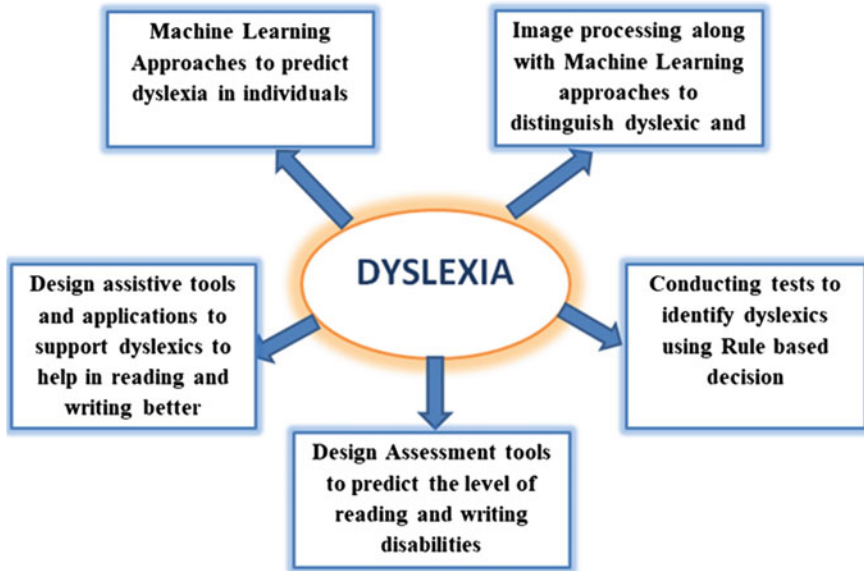 Machine Learning
Approaches to predict
dyslexia in individuals
Image processing along
with Machine Learning
approaches to
distinguish dyslexic and
DYSLEXIA
Design assistive tools
and applications to
support dyslexics to
help in reading and
writing better
Conducting tests to
identify dyslexics
using Rule based
decision
Design Assessment tools
to predict the level of
reading and writing
disabilities